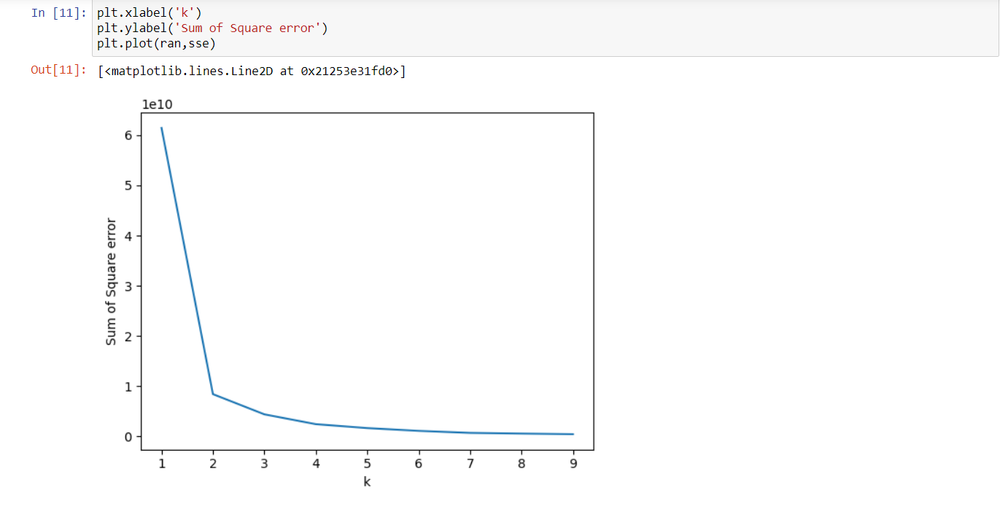 In [11]: plt.xlabel('k')
plt.ylabel('Sum of Square error')
plt.plot(ran,sse)
Out[11]: [<matplotlib.lines.Line2D at 0x21253e31fd0>]
1e10
6
5
4
3
2
1
0
Sum of Square error
1 2 3 4 5 6 7 8 9
k